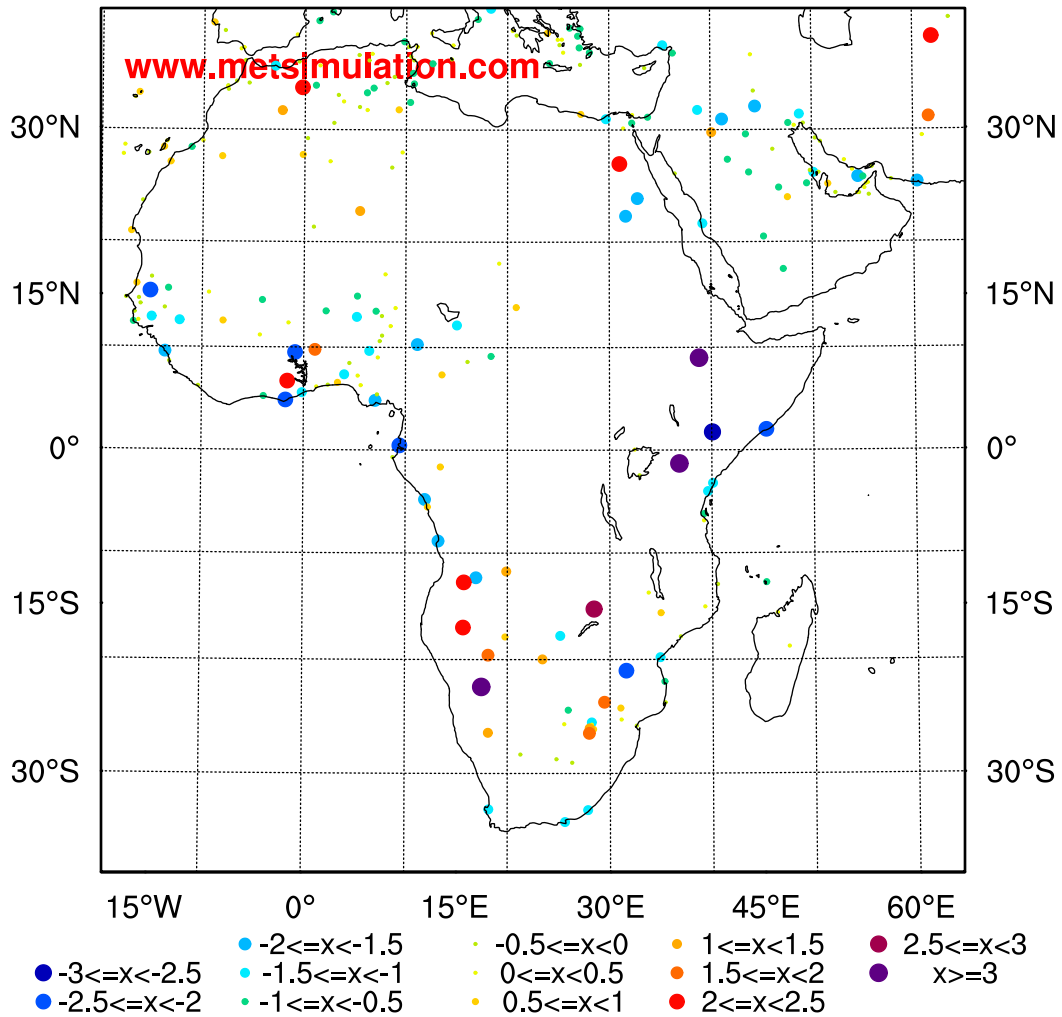 www.metsimulation.com
30°N 30°N
15°N 15°N
0° 0°
15°S 15°S
30°S 30°S
15°W 0° 15°E 30°E 45°E 60°E
-2<=x<-1.5 -0.5<=x<0 1<=x<1.5 2.5<=x<3
-3<=x<-2.5 -1.5<=x<-1 0<=x<0.5 1.5<=x<2 x>=3
-2.5<=x<-2 -1<=x<-0.5 0.5<=x<1 2<=x<2.5